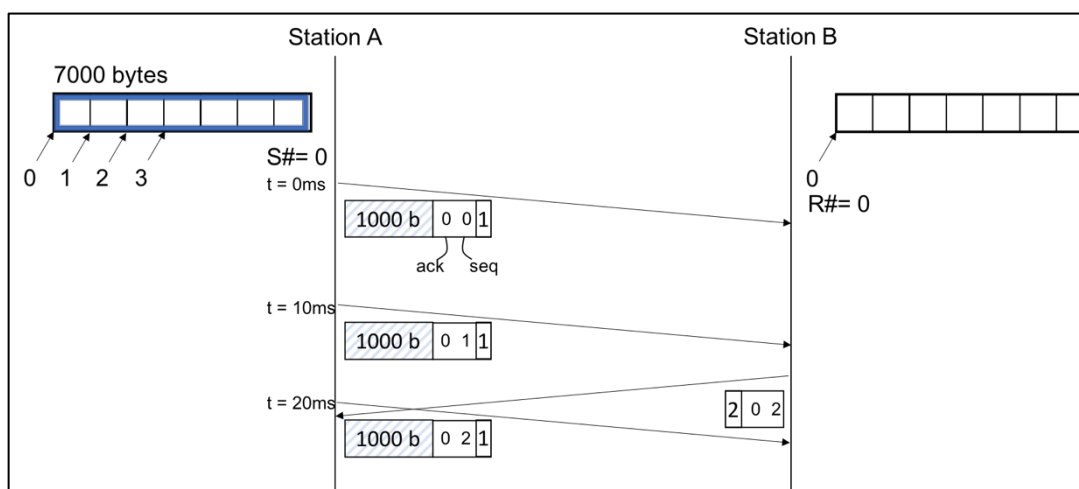 Station A
Station B
7000 bytes
0 1 2 3
S#= 0
0
R#= 0
t = 0ms
1000 b 0 0 1
ack seq
t = 10ms
1000 b 0 1 1
t = 20ms
2 0 2
1000 b 0 2 1